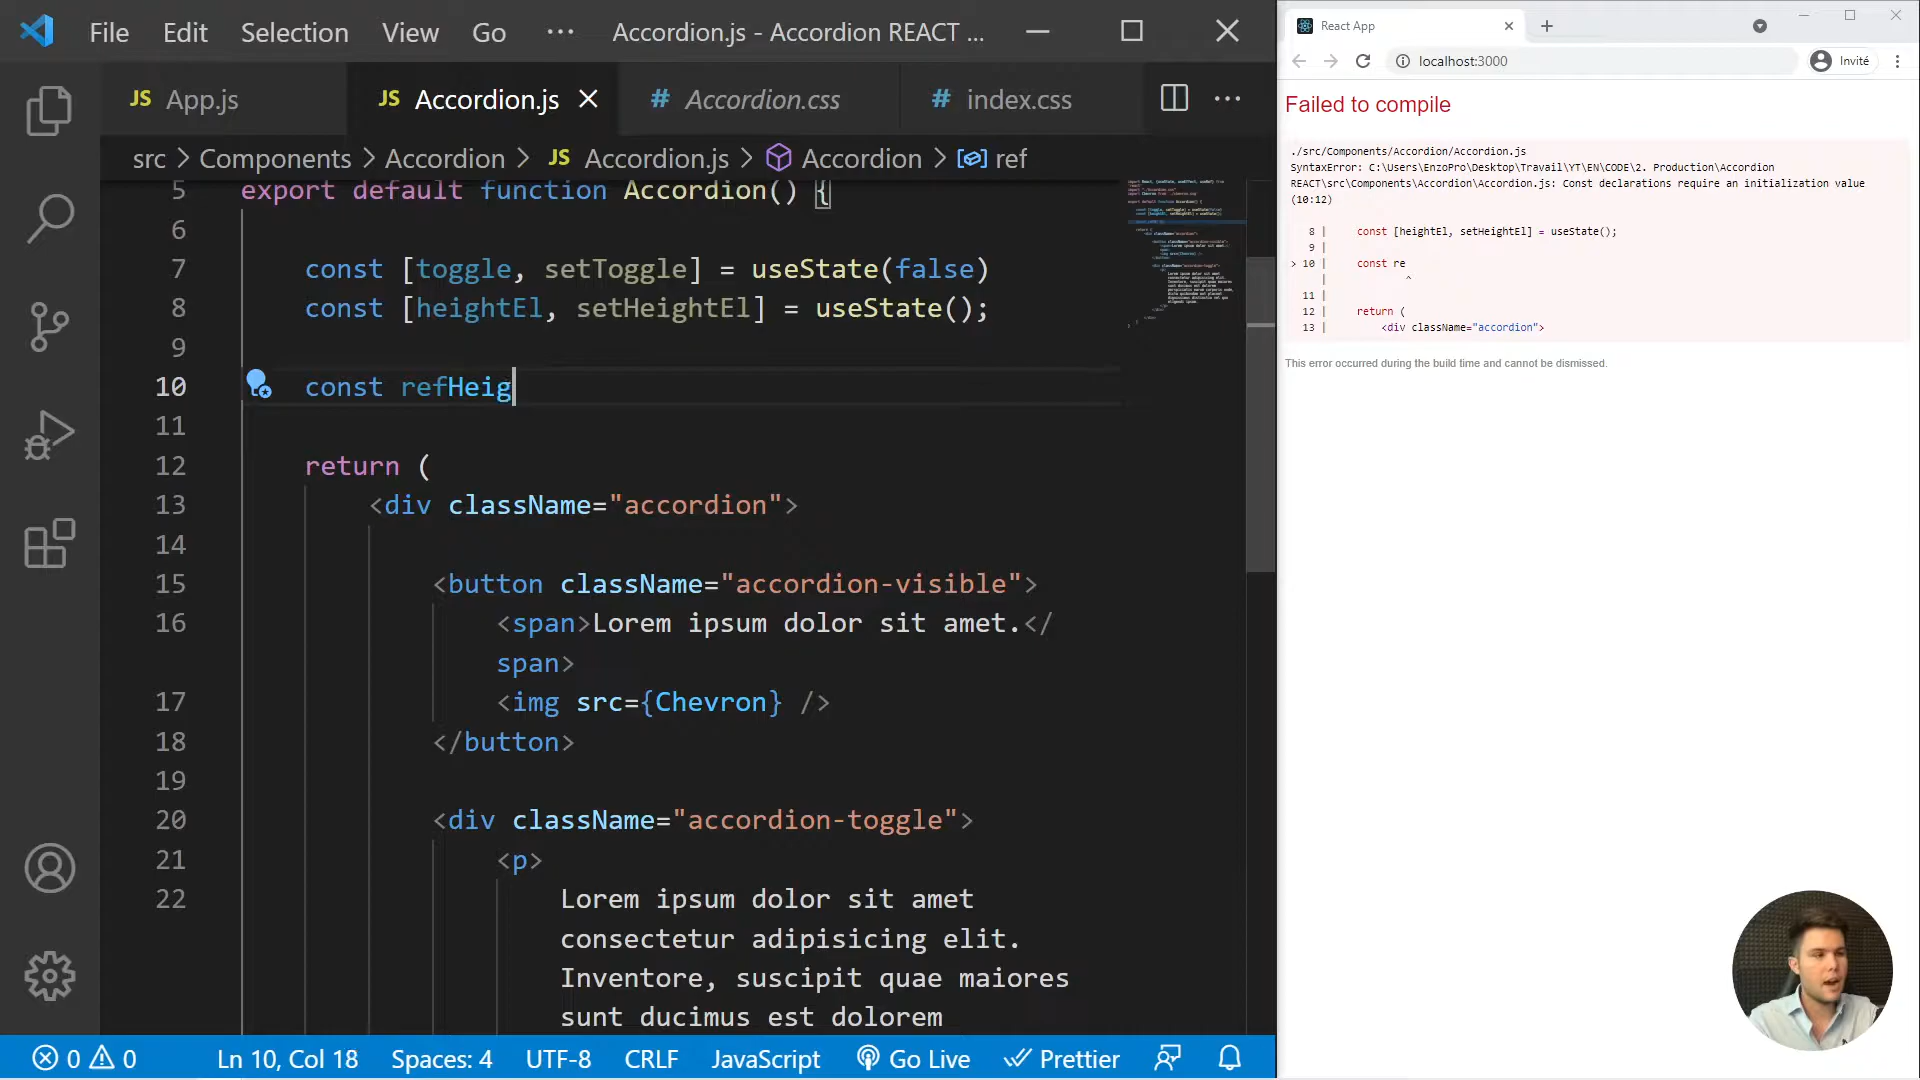 File Edit Selection View Go ··· Accordion.js - Accordion REACT ...
JS App.js JS Accordion.js # Accordion.css # index.css ···
src > Components > Accordion > JS Accordion.js > Accordion > ref
5 export default function Accordion() {
6
7 const [toggle, setToggle] = useState(false)
8 const [heightEl, setHeightEl] = useState();
9
10 const refHeig
11
12 return (
13 <div className="accordion">
14
15 <button className="accordion-visible">
16 <span>Lorem ipsum dolor sit amet.</
span>
17 <img src={Chevron} />
18 </button>
19
20 <div className="accordion-toggle">
21 <p>
22 Lorem ipsum dolor sit amet
consectetur adipisicing elit.
Inventore, suscipit quae maiores
sunt ducimus est dolorem
0 0 Ln 10, Col 18 Spaces: 4 UTF-8 CRLF JavaScript Go Live Prettier
React App
localhost:3000 Invité
Failed to compile
./src/Components/Accordion/Accordion.js
SyntaxError: C:\Users\EnzoPro\Desktop\Travail\YT\EN\CODE\2. Production\Accordion
REACT\src\Components\Accordion\Accordion.js: Const declarations require an initialization value
(10:12)
8 | const [heightEl, setHeightEl] = useState();
9 |
> 10 | const re
| ^
11 |
12 | return (
13 | <div className="accordion">
This error occurred during the build time and cannot be dismissed.